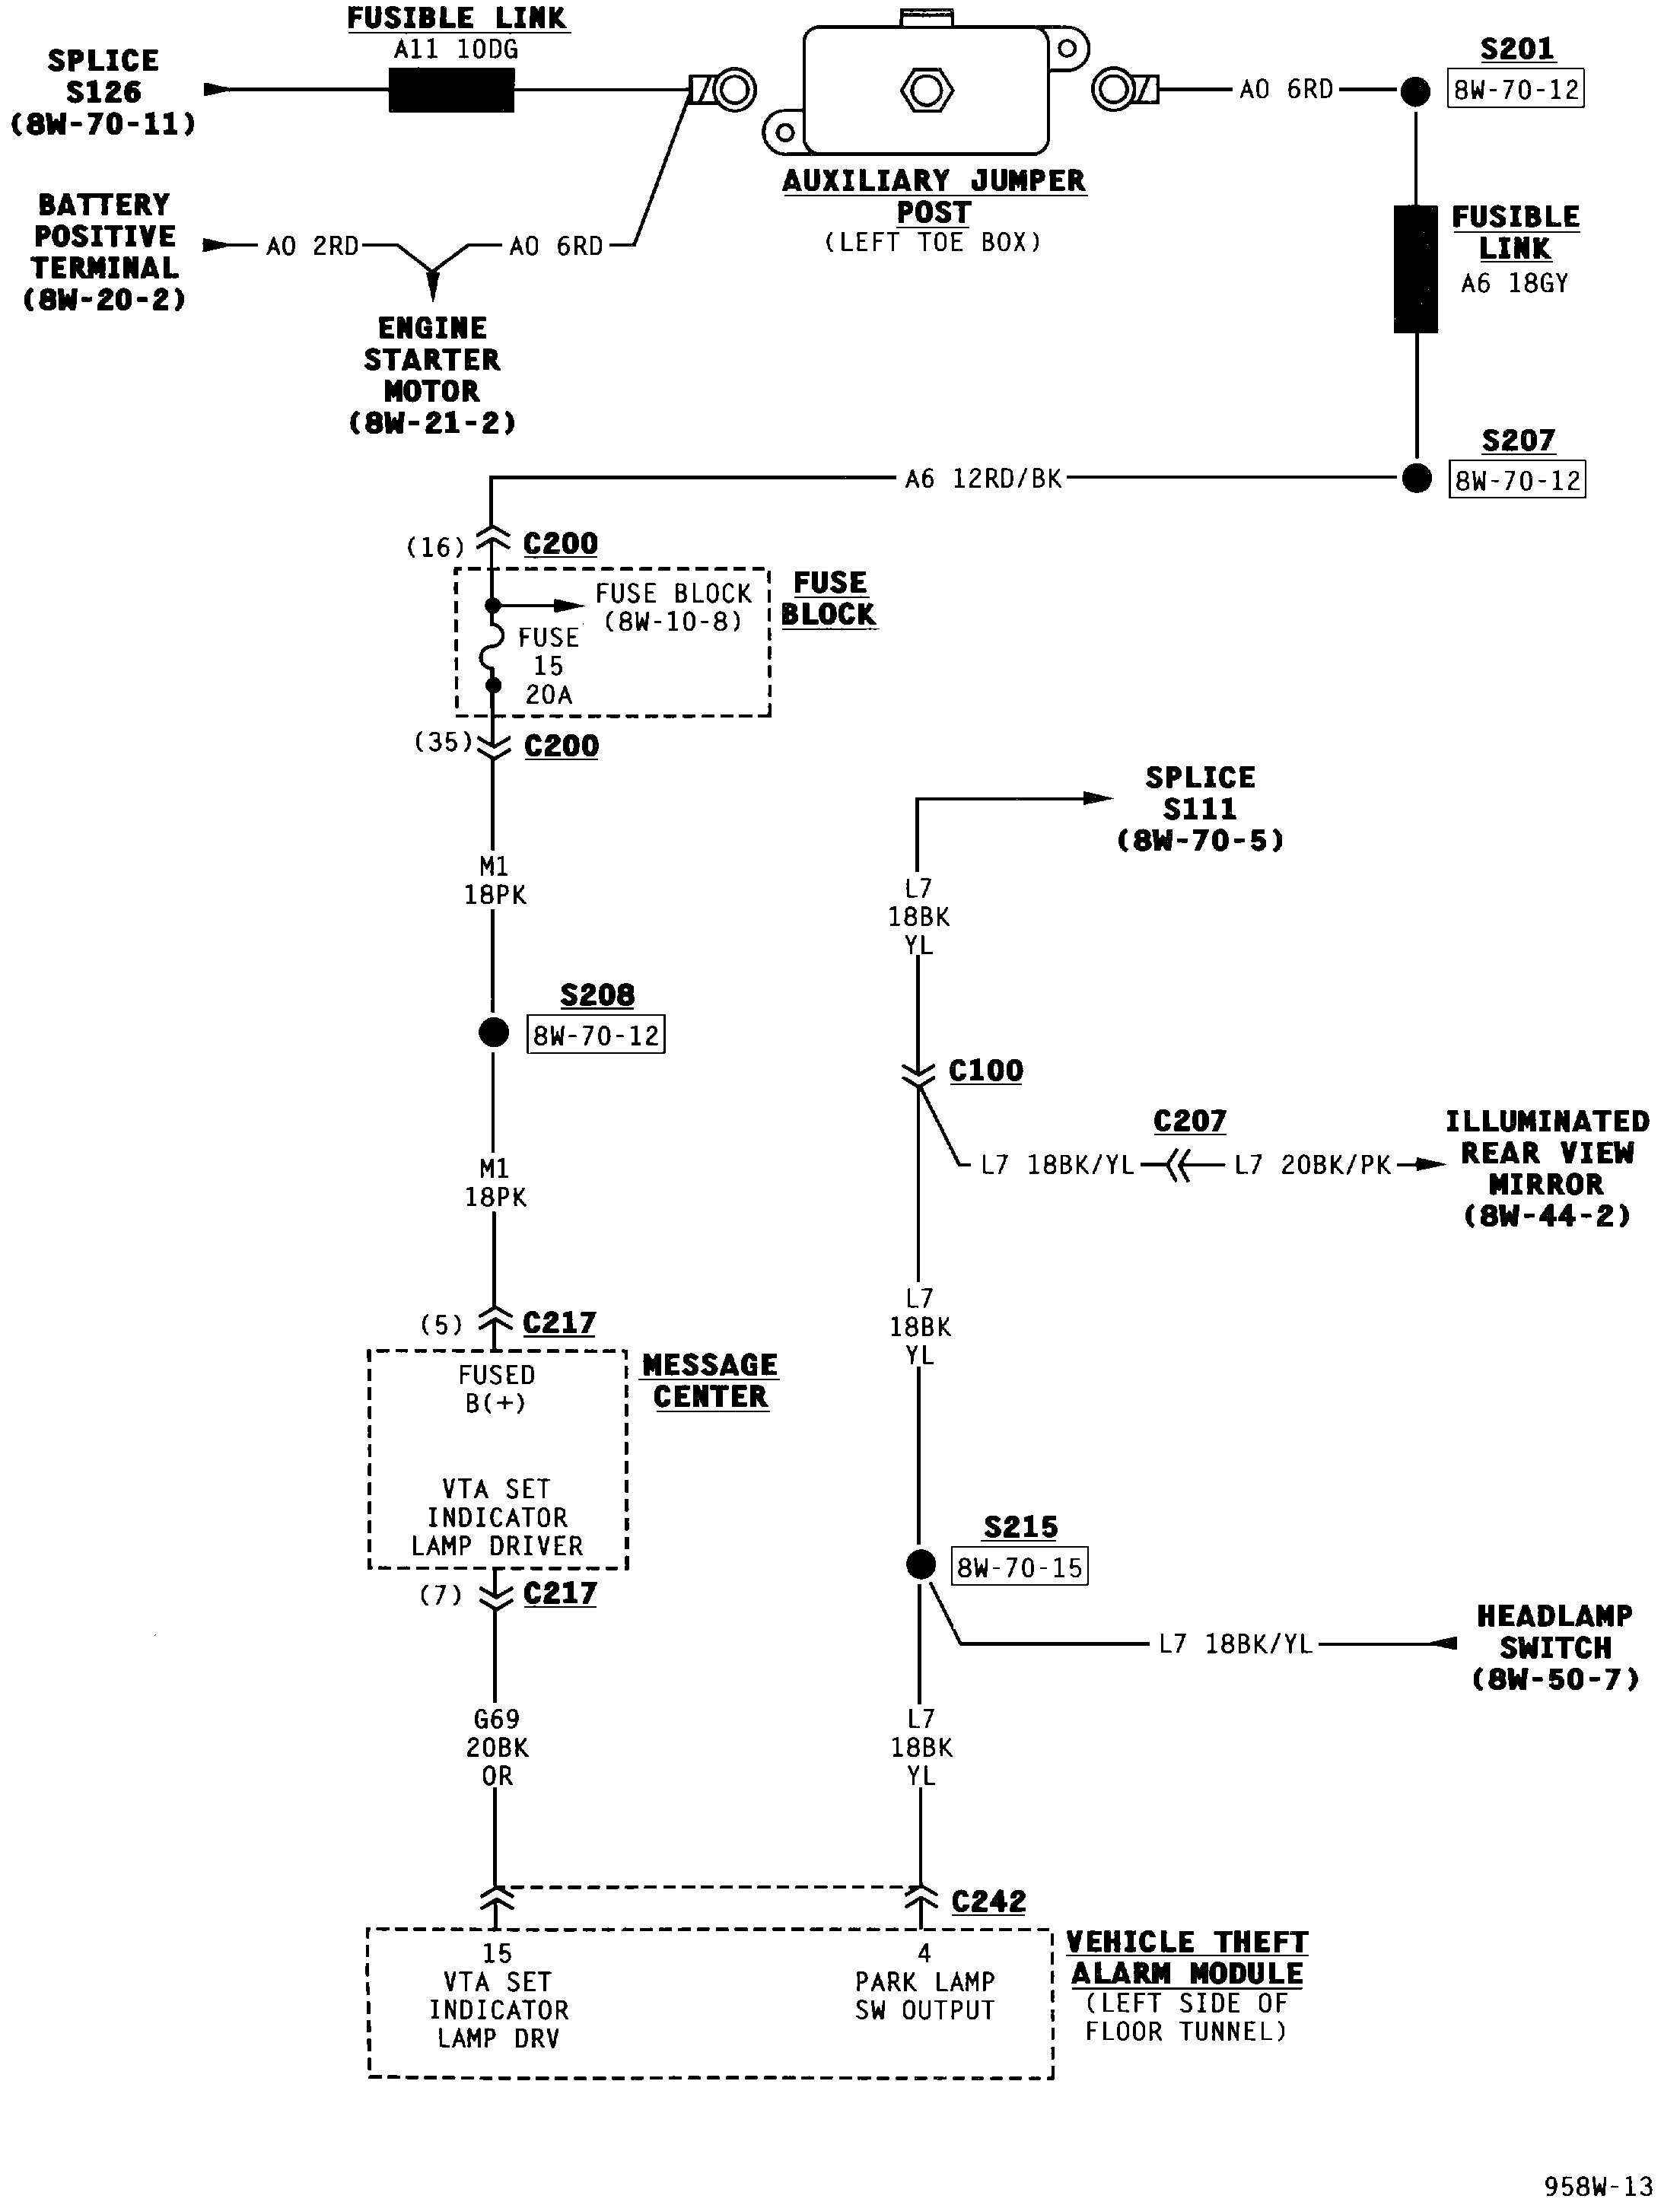 FUSIBLE LINK
A11 10DG
SPLICE
S126
(8W-70-11)
BATTERY
POSITIVE
TERMINAL
(8W-20-2)
A0 2RD
A0 6RD
ENGINE
STARTER
MOTOR
(8W-21-2)
AUXILIARY JUMPER
POST
(LEFT TOE BOX)
A0 6RD
S201
8W-70-12
FUSIBLE
LINK
A6 18GY
S207
8W-70-12
A6 12RD/BK
(16)
C200
FUSE BLOCK
(8W-10-8)
FUSE
15
20A
FUSE
BLOCK
(35)
C200
M1
18PK
S208
8W-70-12
M1
18PK
(5)
C217
FUSED
B(+)
VTA SET
INDICATOR
LAMP DRIVER
MESSAGE
CENTER
(7)
C217
G69
20BK
OR
SPLICE
S111
(8W-70-5)
L7
18BK
YL
C100
L7 18BK/YL
C207
L7 20BK/PK
ILLUMINATED
REAR VIEW
MIRROR
(8W-44-2)
L7
18BK
YL
S215
8W-70-15
L7 18BK/YL
HEADLAMP
SWITCH
(8W-50-7)
L7
18BK
YL
C242
15
VTA SET
INDICATOR
LAMP DRV
4
PARK LAMP
SW OUTPUT
VEHICLE THEFT
ALARM MODULE
(LEFT SIDE OF
FLOOR TUNNEL)
958W-13